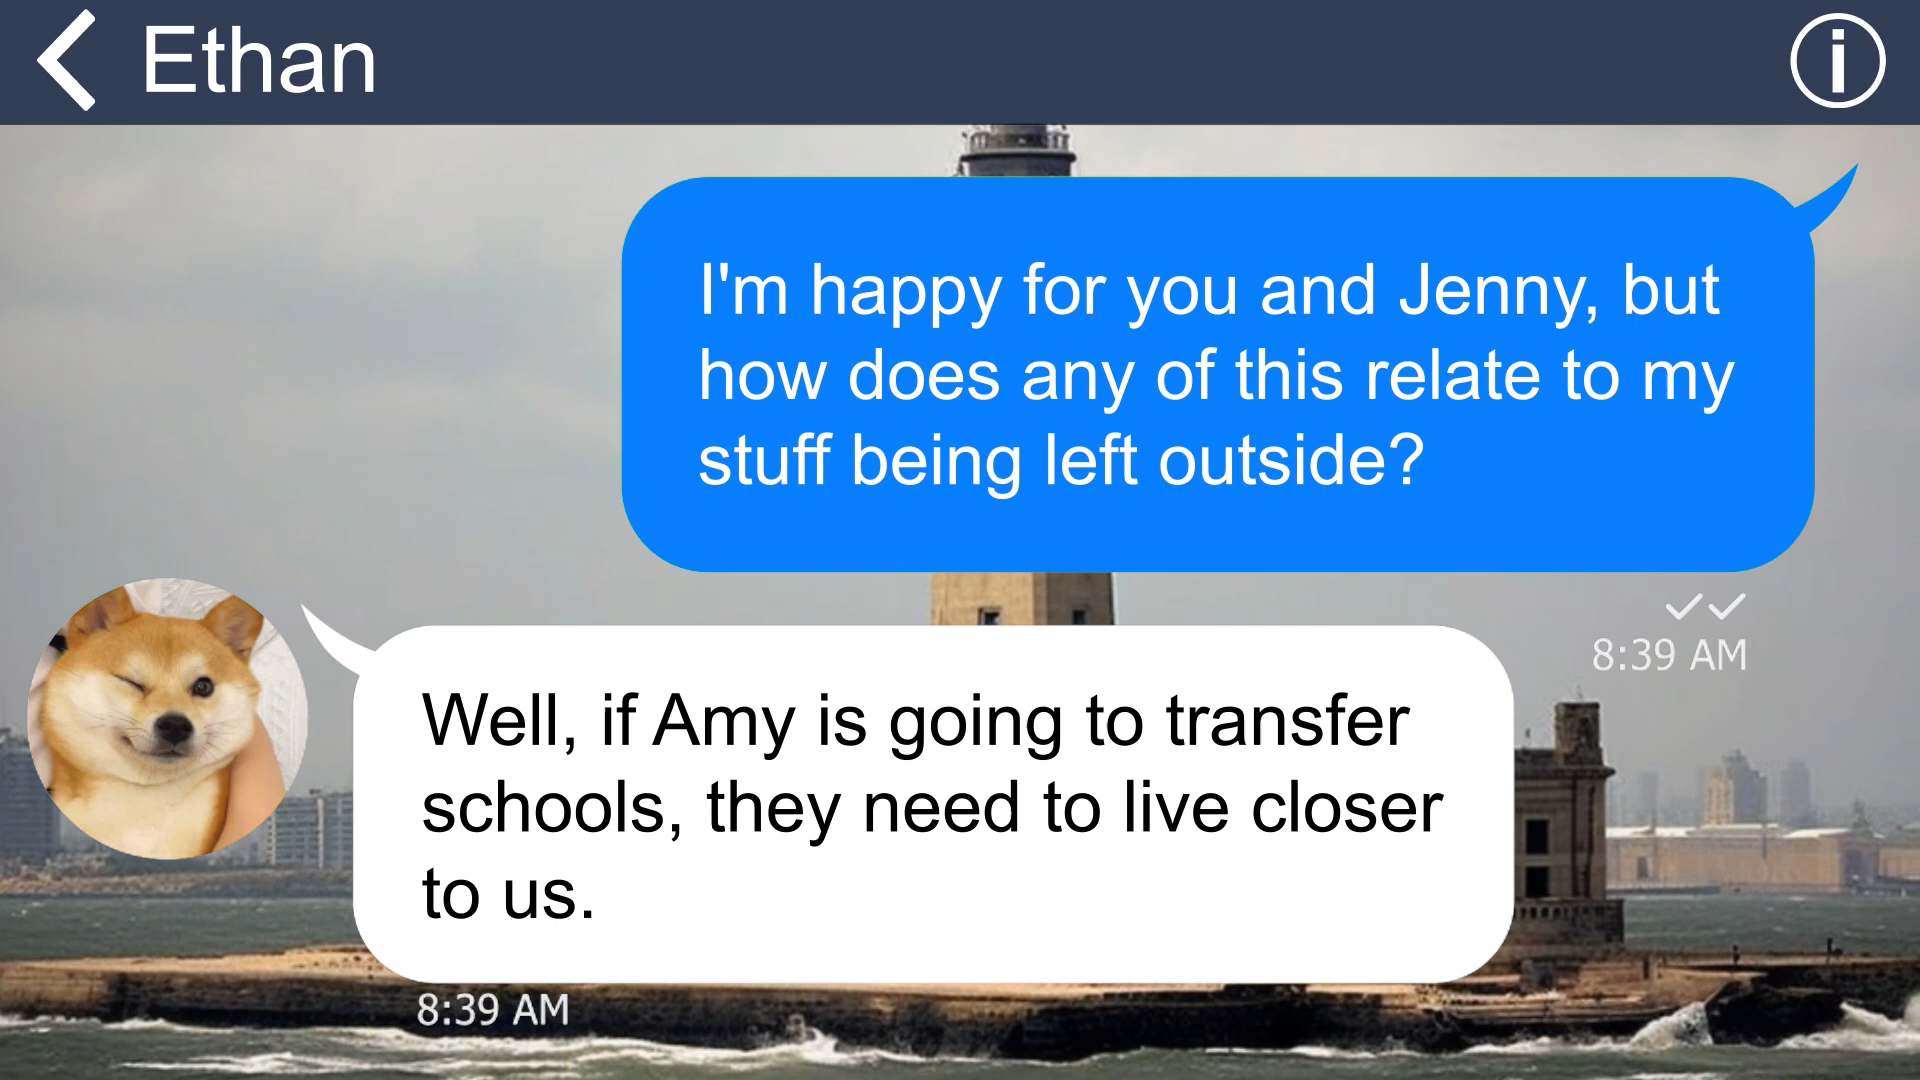 Ethan
I'm happy for you and Jenny, but
how does any of this relate to my
stuff being left outside?
8:39 AM
Well, if Amy is going to transfer
schools, they need to live closer
to us.
8:39 AM